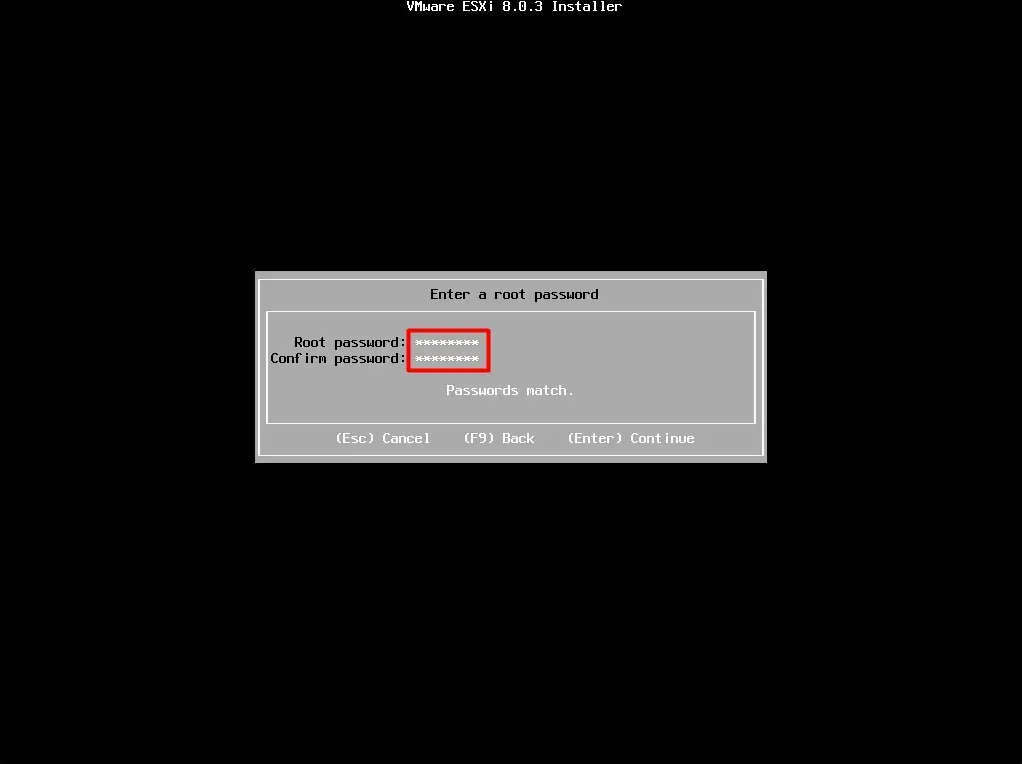 VMware ESXi 8.0.3 Installer
Enter a root password
Root password: ********
Confirm password: ********
Passwords match.
(Esc) Cancel (F9) Back (Enter) Continue